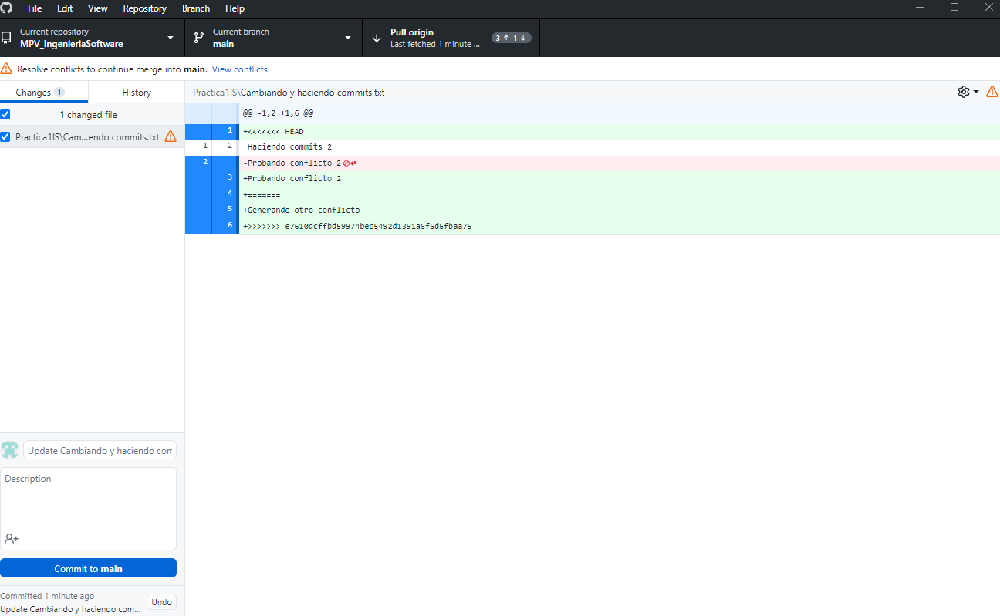 File Edit View Repository Branch Help
Current repository
MPV_IngenieriaSoftware
Current branch
main
Pull origin
Last fetched 1 minute ...
3 ↑ 1 ↓
Resolve conflicts to continue merge into main. View conflicts
Changes 1 History
Practica1IS\Cambiando y haciendo commits.txt
1 changed file
Practica1IS\Cam...endo commits.txt
@@ -1,2 +1,6 @@
1 +<<<<<<< HEAD
1 2 Haciendo commits 2
2 -Probando conflicto 2
3 +Probando conflicto 2
4 +=======
5 +Generando otro conflicto
6 +>>>>>>> e7610dcffbd59974beb5492d1391a6f6d6fbaa75
Update Cambiando y haciendo com
Description
Commit to main
Committed 1 minute ago
Update Cambiando y haciendo com...
Undo